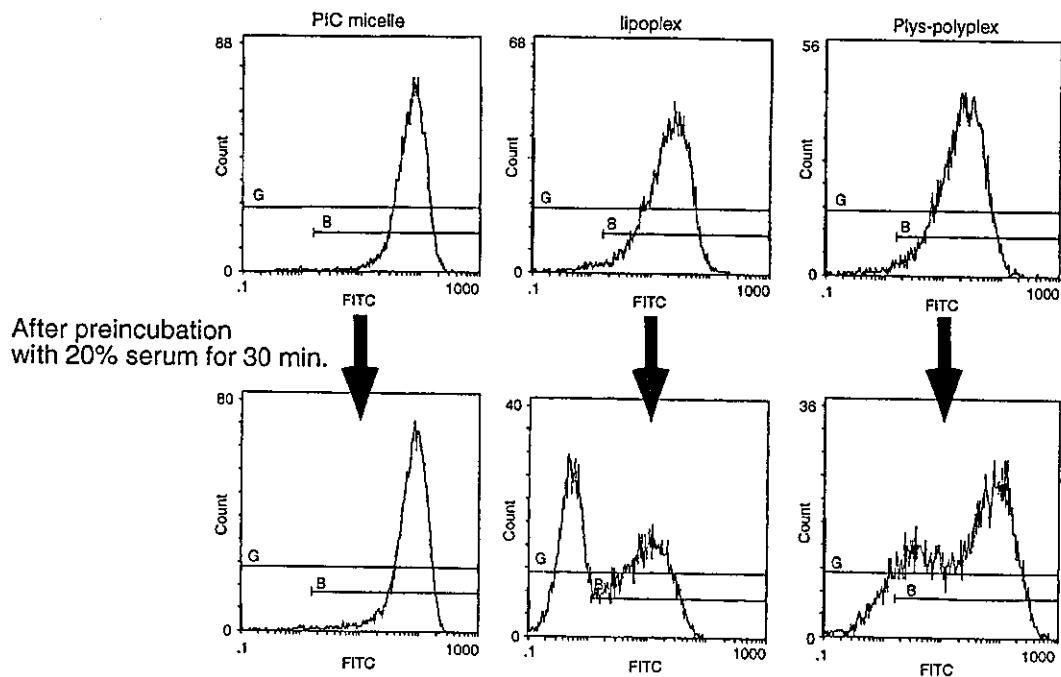 PIC micelle
lipoplex
Plys-polyplex
88
Count
G
B
0
.1
FITC
1000
68
Count
G
B
0
.1
FITC
1000
56
Count
G
B
0
.1
FITC
1000
After preincubation
with 20% serum for 30 min.
80
Count
G
B
0
.1
FITC
1000
40
Count
G
B
0
.1
FITC
1000
36
Count
G
B
0
.1
FITC
1000